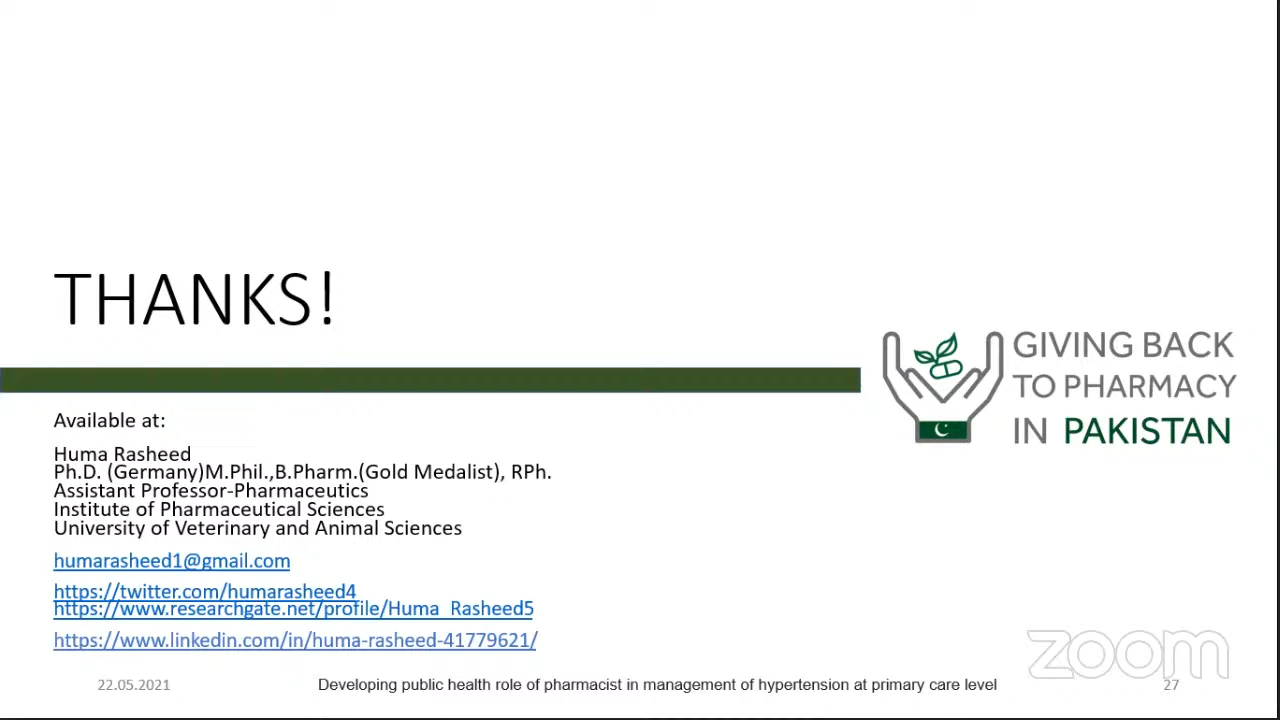 THANKS!
GIVING BACK
TO PHARMACY
IN PAKISTAN
Available at:
Huma Rasheed
Ph.D. (Germany)M.Phil.,B.Pharm.(Gold Medalist), RPh.
Assistant Professor-Pharmaceutics
Institute of Pharmaceutical Sciences
University of Veterinary and Animal Sciences
humarasheed1@gmail.com
https://twitter.com/humarasheed4
https://www.researchgate.net/profile/Huma_Rasheed5
https://www.linkedin.com/in/huma-rasheed-41779621/
zoom
22.05.2021
Developing public health role of pharmacist in management of hypertension at primary care level
27